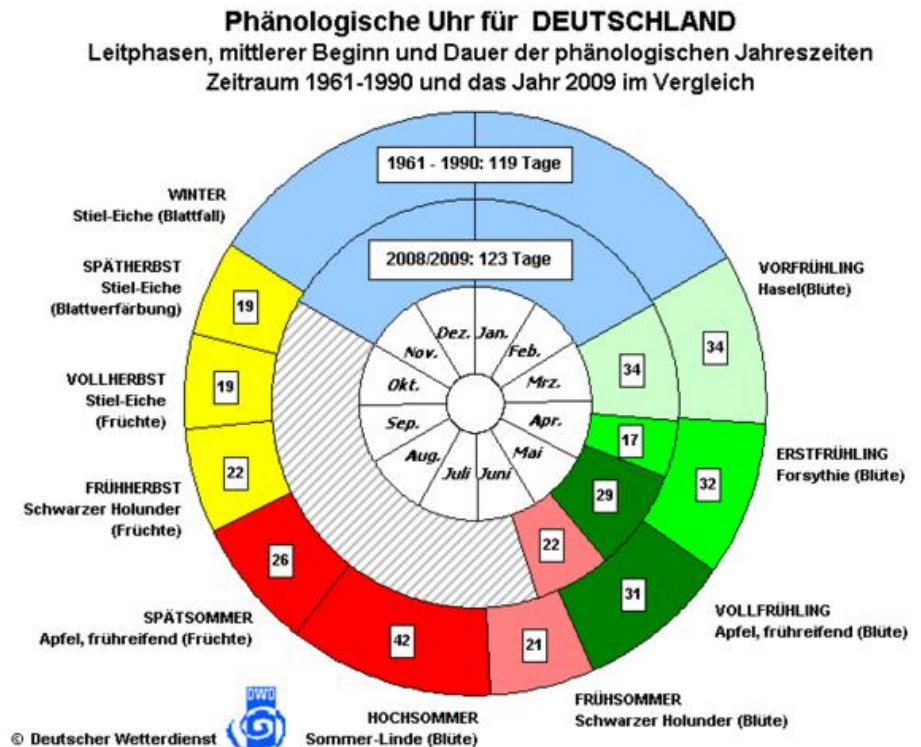 Phänologische Uhr für DEUTSCHLAND
Leitphasen, mittlerer Beginn und Dauer der phänologischen Jahreszeiten
Zeitraum 1961-1990 und das Jahr 2009 im Vergleich
1961 - 1990: 119 Tage
2008/2009: 123 Tage
WINTER
Stiel-Eiche (Blattfall)
SPÄTHERBST
Stiel-Eiche
(Blattverfärbung)
VOLLHERBST
Stiel-Eiche
(Früchte)
FRÜHHERBST
Schwarzer Holunder
(Früchte)
SPÄTSOMMER
Apfel, frühreifend (Früchte)
HOCHSOMMER
Sommer-Linde (Blüte)
FRÜHSOMMER
Schwarzer Holunder (Blüte)
VOLLFRÜHLING
Apfel, frühreifend (Blüte)
ERSTFRÜHLING
Forsythie (Blüte)
VORFRÜHLING
Hasel(Blüte)
19
19
22
26
42
21
31
32
34
34
17
29
22
Jan.
Feb.
Mrz.
Apr.
Mai
Juni
Juli
Aug.
Sep.
Okt.
Nov.
Dez.
© Deutscher Wetterdienst
DWD